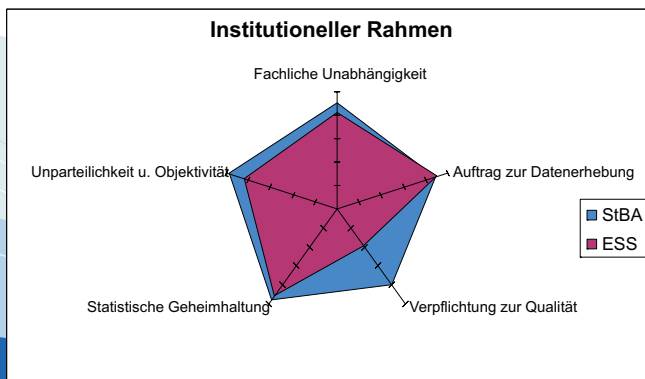 Institutioneller Rahmen
Fachliche Unabhängigkeit
Unparteilichkeit u. Objektivität
Auftrag zur Datenerhebung
StBA
ESS
Statistische Geheimhaltung
Verpflichtung zur Qualität